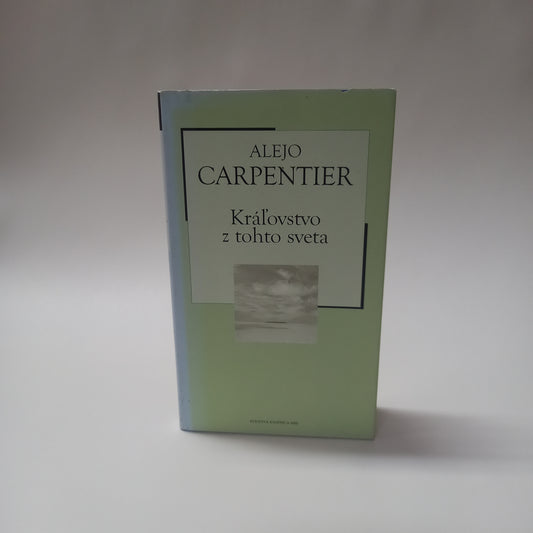 ALEJO
CARPENTIER
Kráľovstvo
z tohto sveta